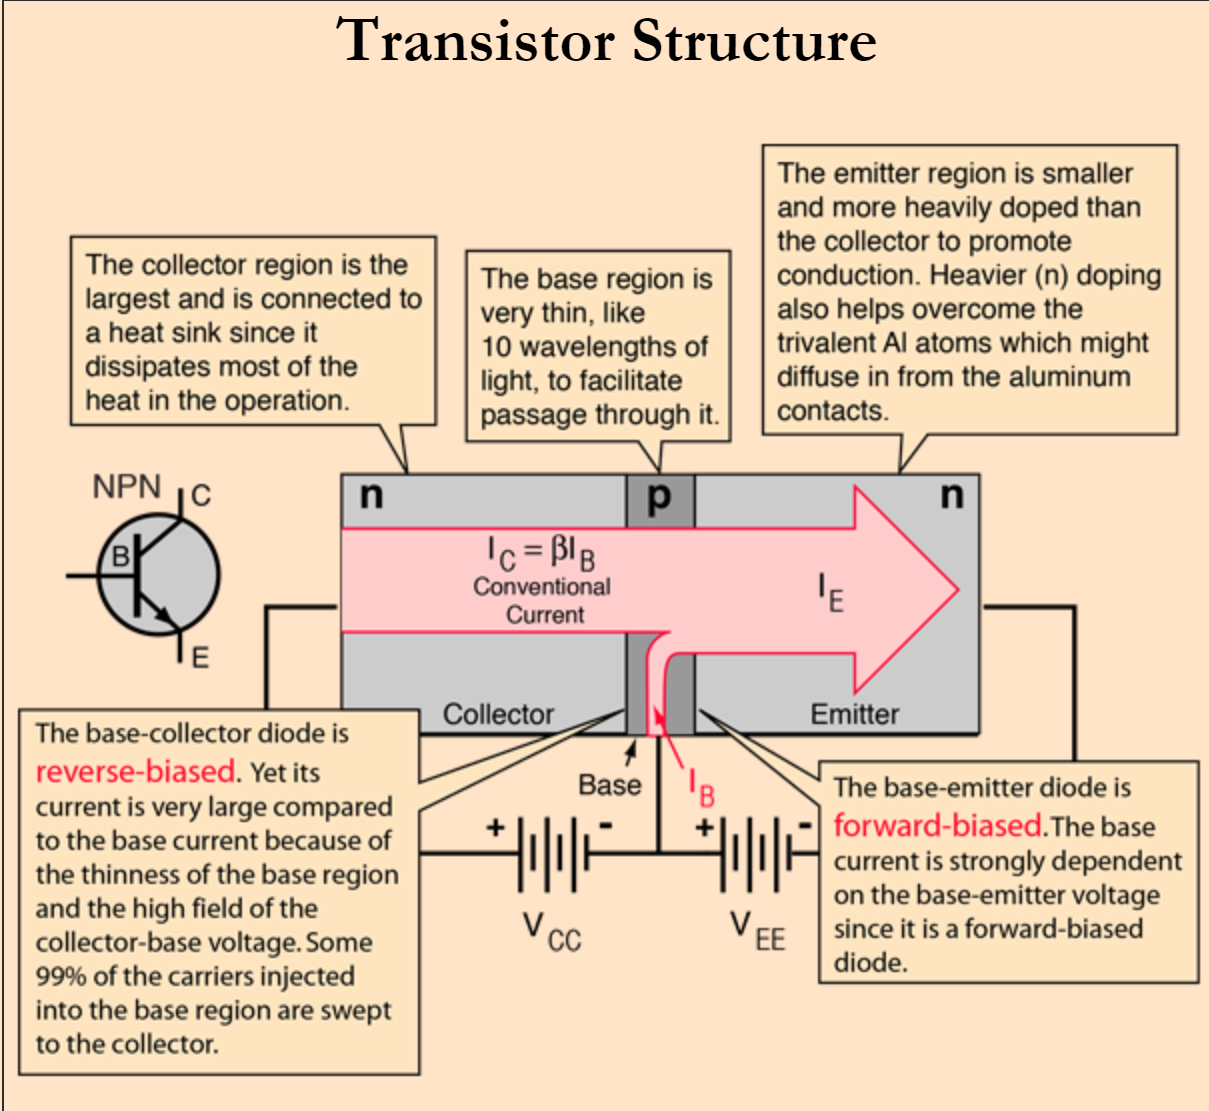 Transistor Structure
The emitter region is smaller
and more heavily doped than
the collector to promote
conduction. Heavier (n) doping
also helps overcome the
trivalent Al atoms which might
diffuse in from the aluminum
contacts.
The collector region is the
largest and is connected to
a heat sink since it
dissipates most of the
heat in the operation.
The base region is
very thin, like
10 wavelengths of
light, to facilitate
passage through it.
NPN
C
B
E
n
p
n
I_C = βI_B
Conventional
Current
I_E
Collector
Emitter
Base
I_B
The base-collector diode is
reverse-biased. Yet its
current is very large compared
to the base current because of
the thinness of the base region
and the high field of the
collector-base voltage. Some
99% of the carriers injected
into the base region are swept
to the collector.
+ -
V_CC
+ -
V_EE
The base-emitter diode is
forward-biased. The base
current is strongly dependent
on the base-emitter voltage
since it is a forward-biased
diode.